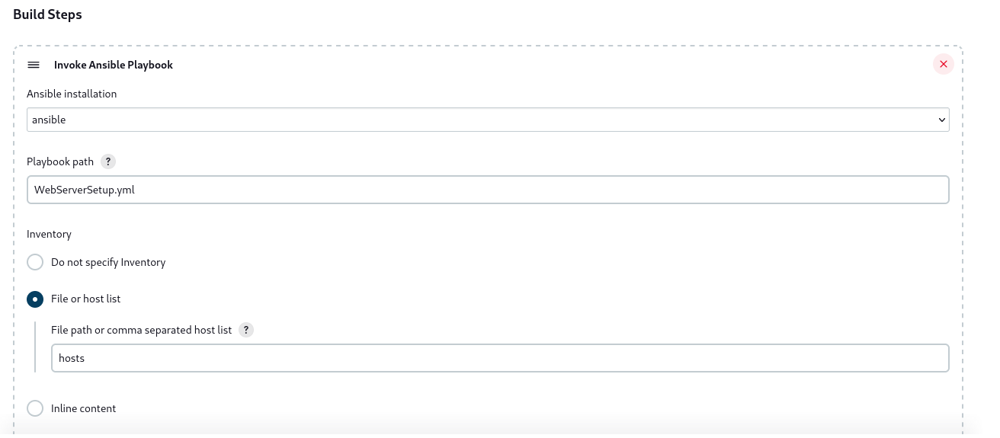 Build Steps
Invoke Ansible Playbook
Ansible installation
ansible
Playbook path ?
WebServerSetup.yml
Inventory
Do not specify Inventory
File or host list
File path or comma separated host list ?
hosts
Inline content